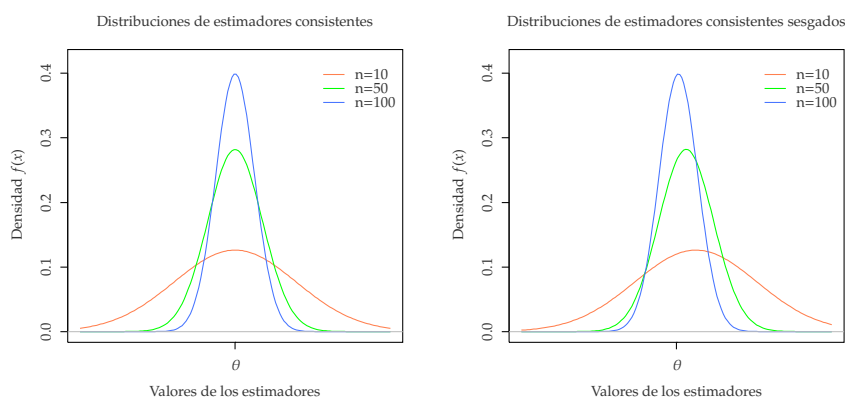 Distribuciones de estimadores consistentes
n=10
n=50
n=100
Densidad f(x)
0.4
0.3
0.2
0.1
0.0
θ
Valores de los estimadores
Distribuciones de estimadores consistentes sesgados
n=10
n=50
n=100
Densidad f(x)
0.4
0.3
0.2
0.1
0.0
θ
Valores de los estimadores